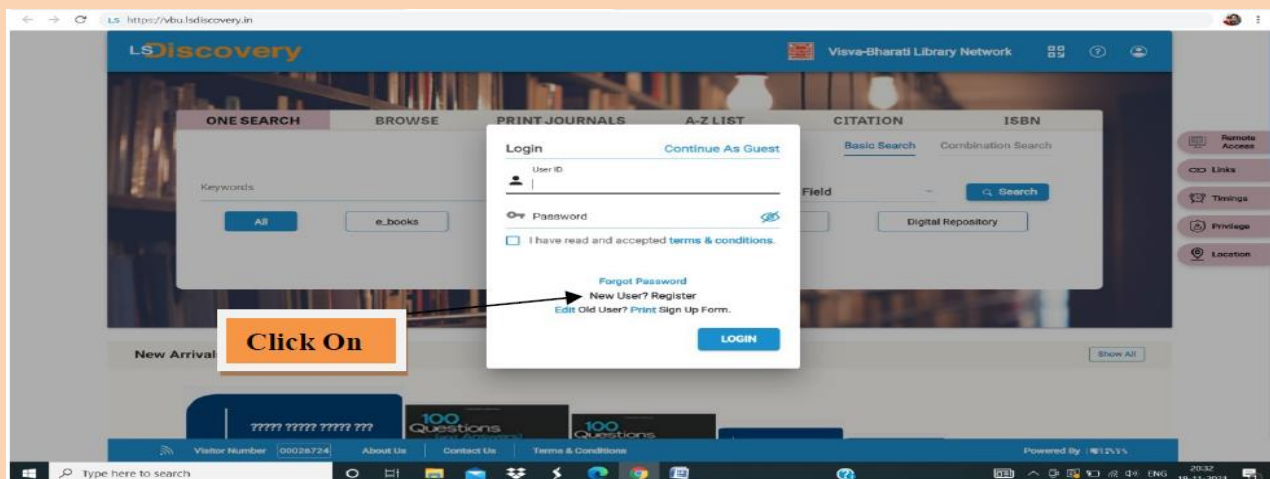 LS https://vbu.lsdiscovery.in
LSDiscovery
Visva-Bharati Library Network
ONE SEARCH BROWSE PRINT JOURNALS A-Z LIST CITATION ISBN
Login Continue As Guest
Basic Search Combination Search
Remote Access
User ID
Links
Keywords
Field
Search
Timings
Password
All
e_books
Digital Repository
Privilege
I have read and accepted terms & conditions.
Location
Forgot Password
New User? Register
Edit Old User? Print Sign Up Form.
Click On
LOGIN
New Arrival
Show All
????? ????? ????? ???
100 Questions
100 Questions
Visitor Number 00026724 About Us Contact Us Terms & Conditions
Powered By
Type here to search
ENG
20:32
18-11-2021